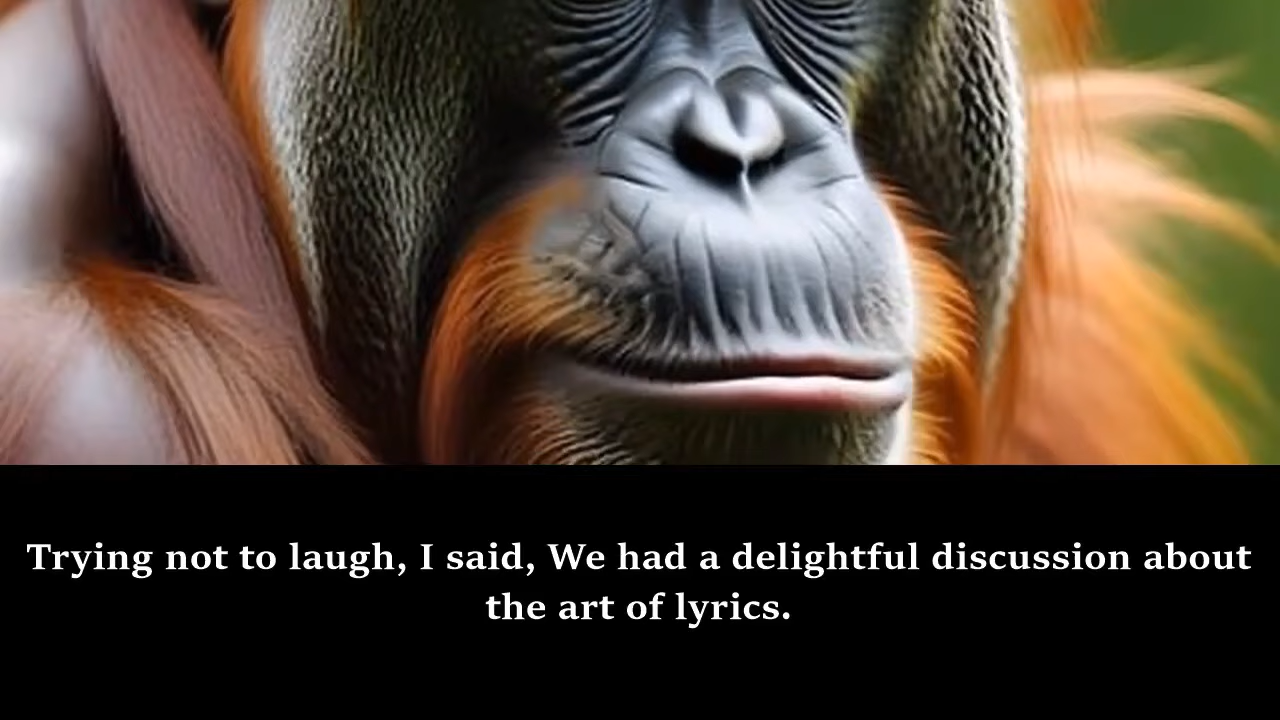 Trying not to laugh, I said, We had a delightful discussion about
the art of lyrics.